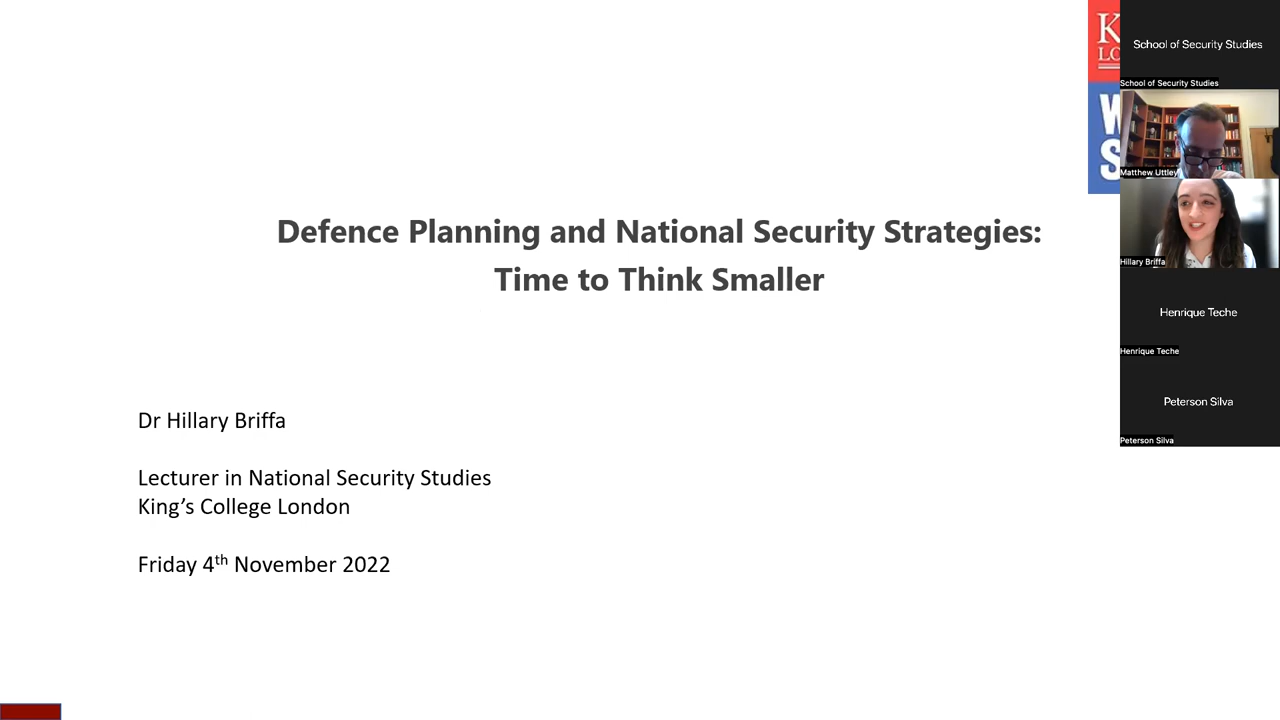 Defence Planning and National Security Strategies:
Time to Think Smaller
Dr Hillary Briffa
Lecturer in National Security Studies
King's College London
Friday 4th November 2022
K
LO
W
S
School of Security Studies
School of Security Studies
Matthew Uttley
Hillary Briffa
Henrique Teche
Henrique Teche
Peterson Silva
Peterson Silva